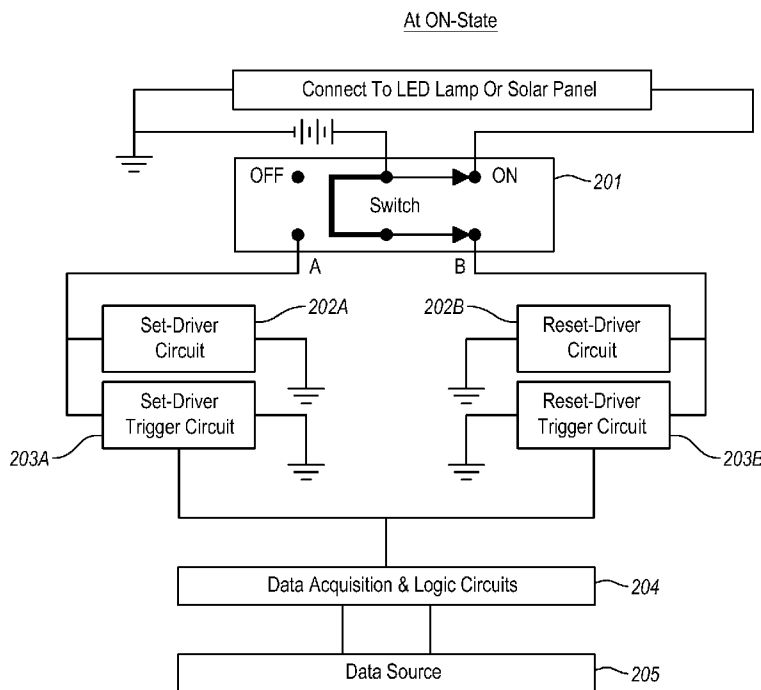 At ON-State
Connect To LED Lamp Or Solar Panel
OFF
ON
201
Switch
A
B
202A
202B
Set-Driver
Circuit
Reset-Driver
Circuit
Set-Driver
Trigger Circuit
Reset-Driver
Trigger Circuit
203A
203B
Data Acquisition & Logic Circuits
204
Data Source
205